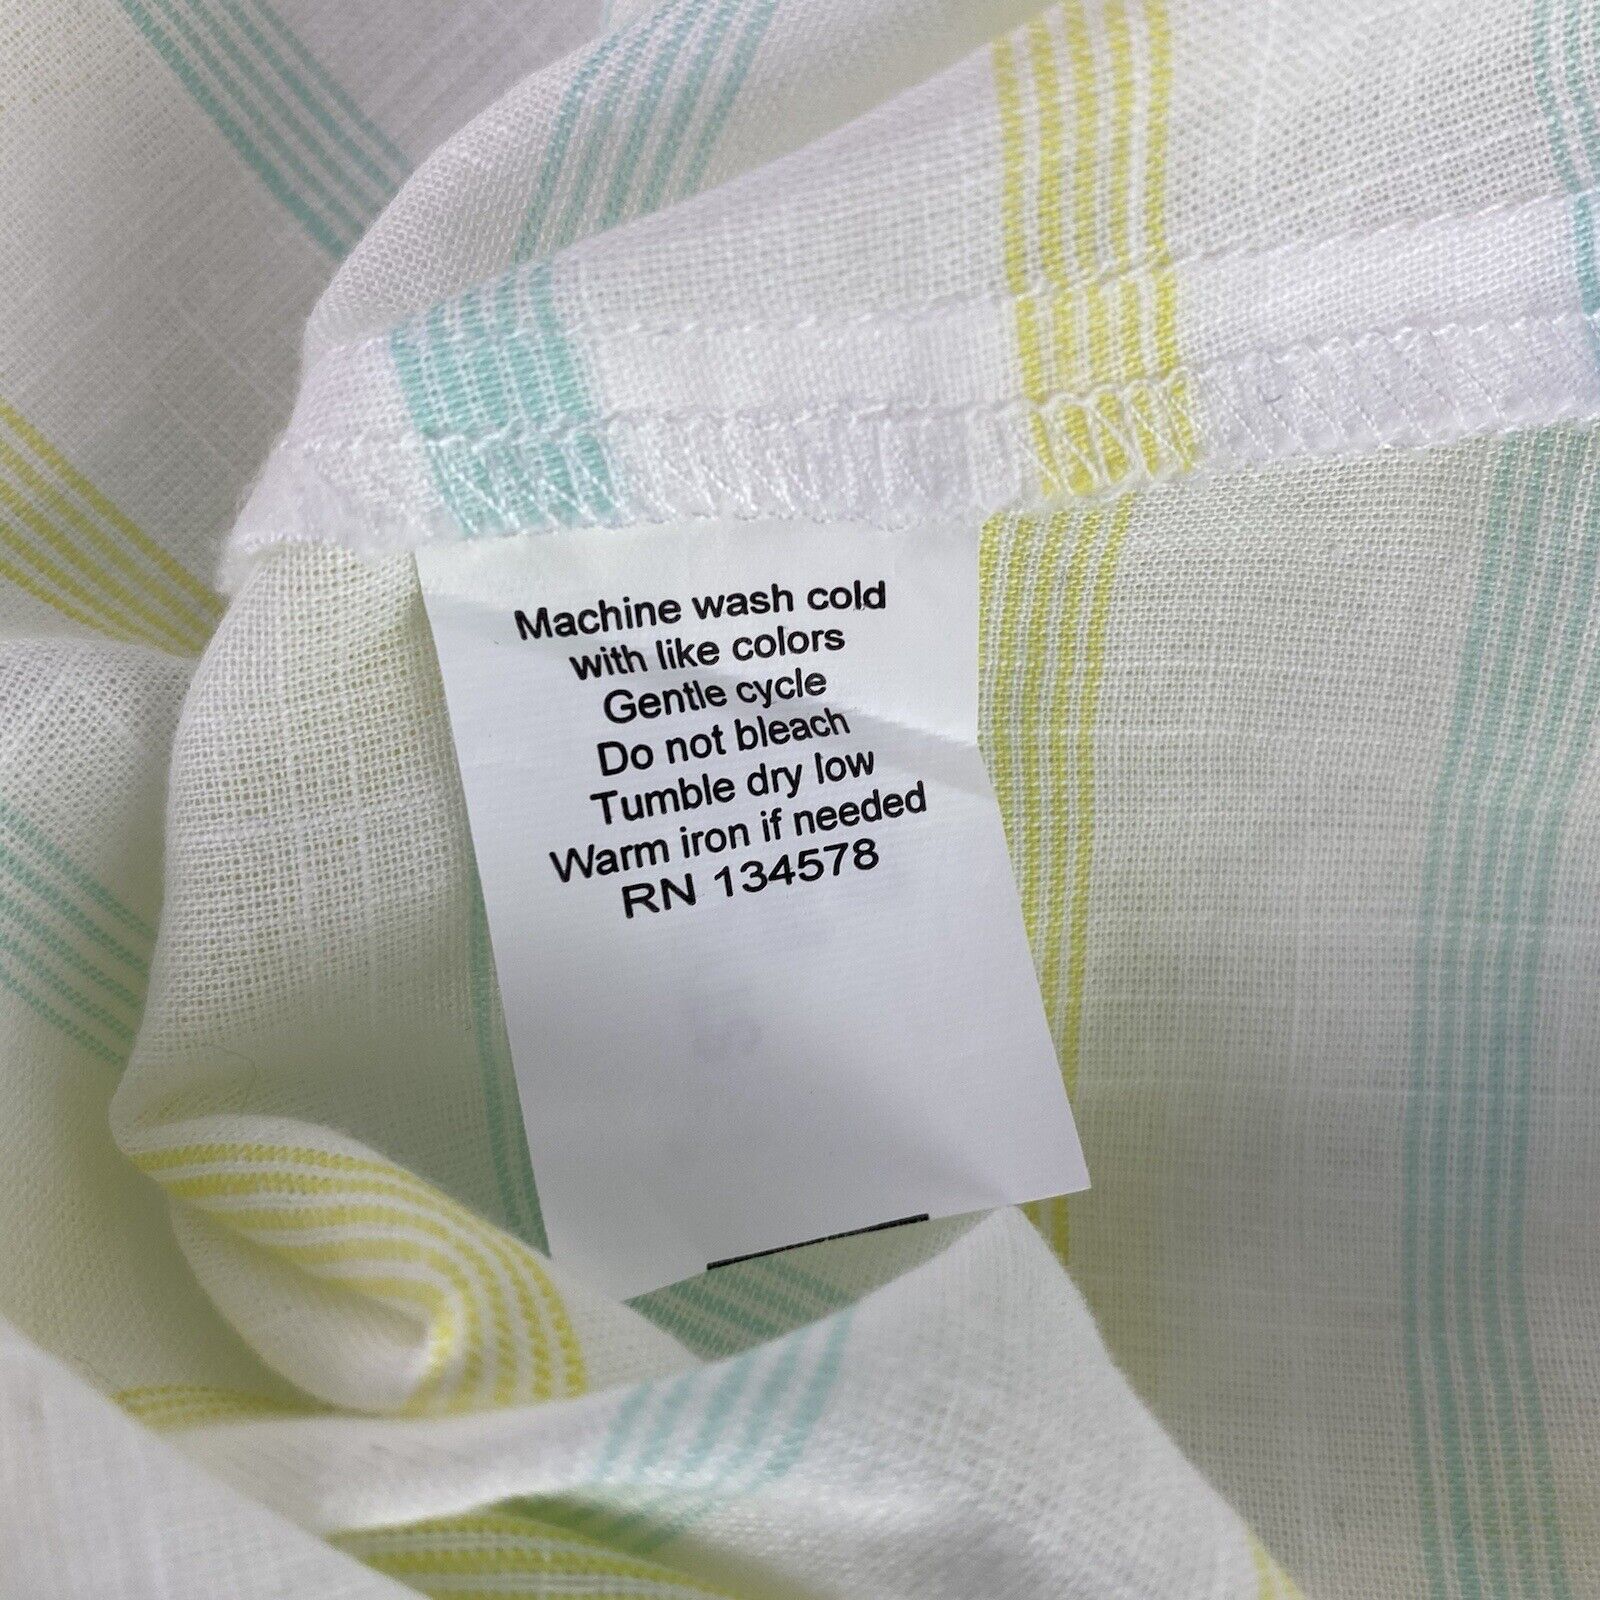 Machine wash cold
with like colors
Gentle cycle
Do not bleach
Tumble dry low
Warm iron if needed
RN 134578